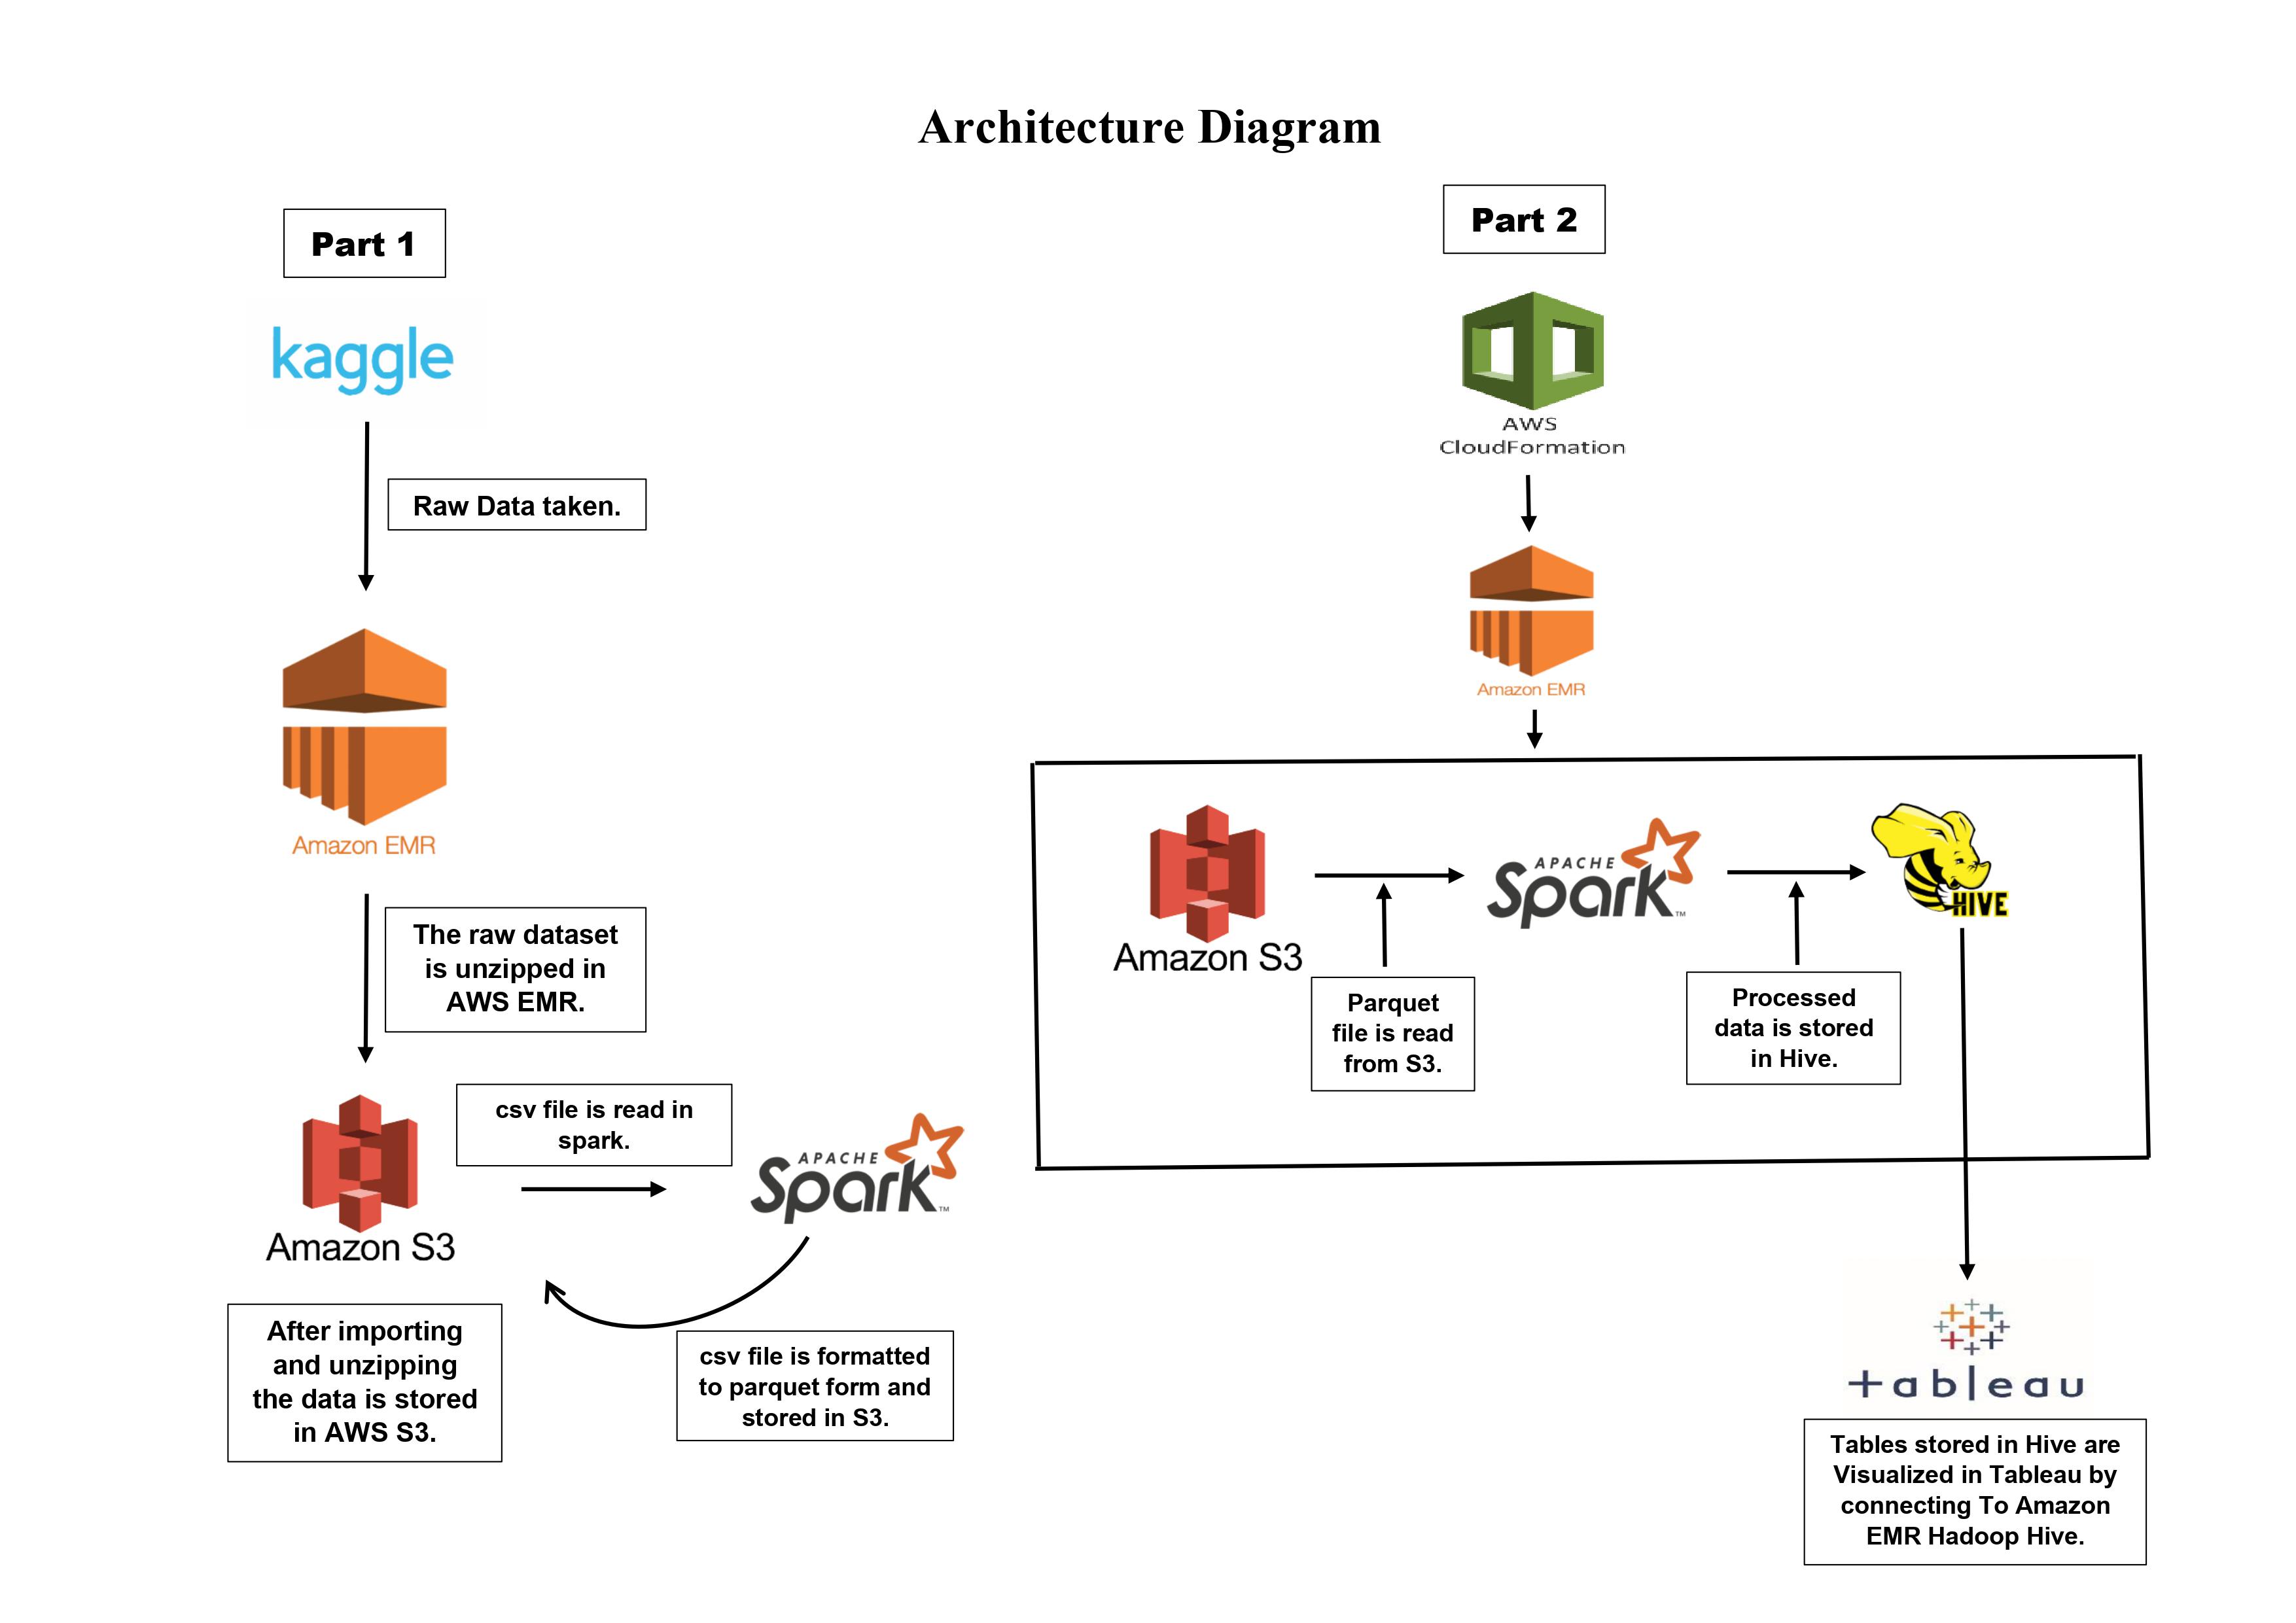 Architecture Diagram
Part 1
kaggle
Raw Data taken.
Amazon EMR
The raw dataset
is unzipped in
AWS EMR.
csv file is read in
spark.
APACHE
Spark™
Amazon S3
After importing
and unzipping
the data is stored
in AWS S3.
csv file is formatted
to parquet form and
stored in S3.
Part 2
AWS
CloudFormation
Amazon EMR
Amazon S3
APACHE
Spark™
HIVE
Parquet
file is read
from S3.
Processed
data is stored
in Hive.
+ableau
Tables stored in Hive are
Visualized in Tableau by
connecting To Amazon
EMR Hadoop Hive.